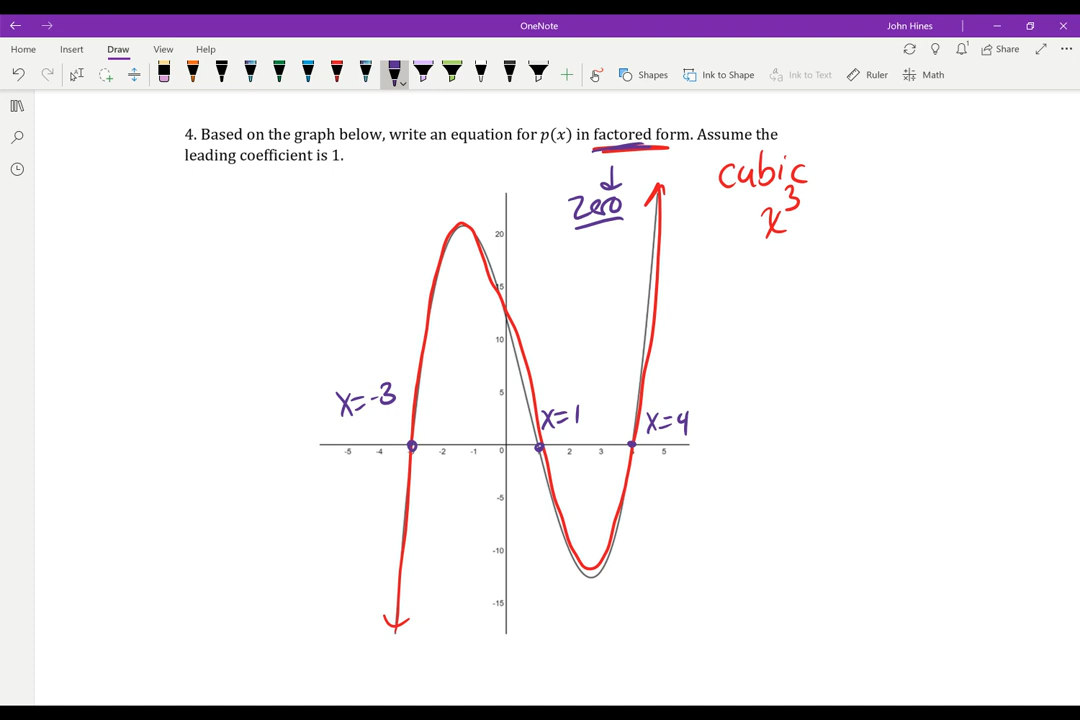 OneNote
John Hines
Home Insert Draw View Help
Share
Shapes Ink to Shape Ink to Text Ruler Math
4. Based on the graph below, write an equation for p(x) in factored form. Assume the
leading coefficient is 1.
cubic
x³
zero
20
15
10
5
x=-3
x=1
x=4
-5 -4 -2 -1 0 2 3 5
-5
-10
-15